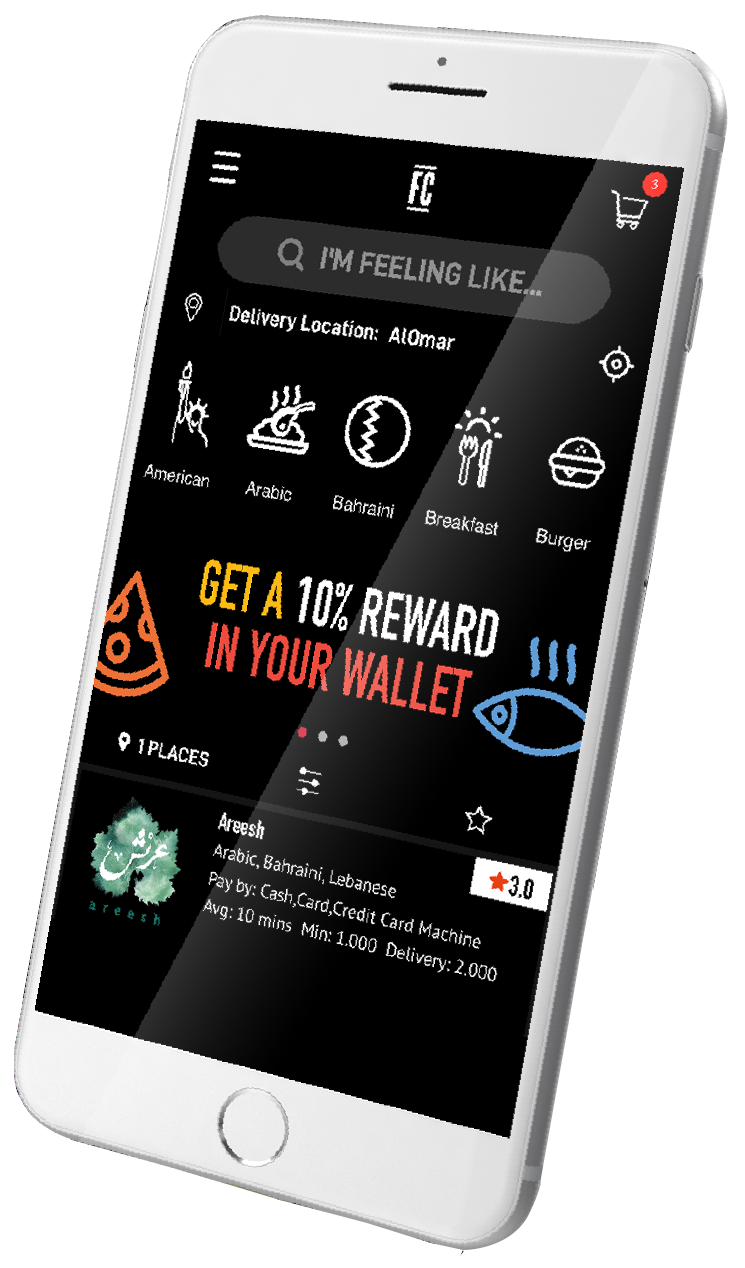 FC
3
I'M FEELING LIKE...
Delivery Location: AlOmar
American
Arabic
Bahraini
Breakfast
Burger
GET A 10% REWARD
IN YOUR WALLET
1 PLACES
عريش
areesh
Areesh
Arabic, Bahraini, Lebanese
3.0
Pay by: Cash,Card,Credit Card Machine
Avg: 10 mins Min: 1.000 Delivery: 2.000